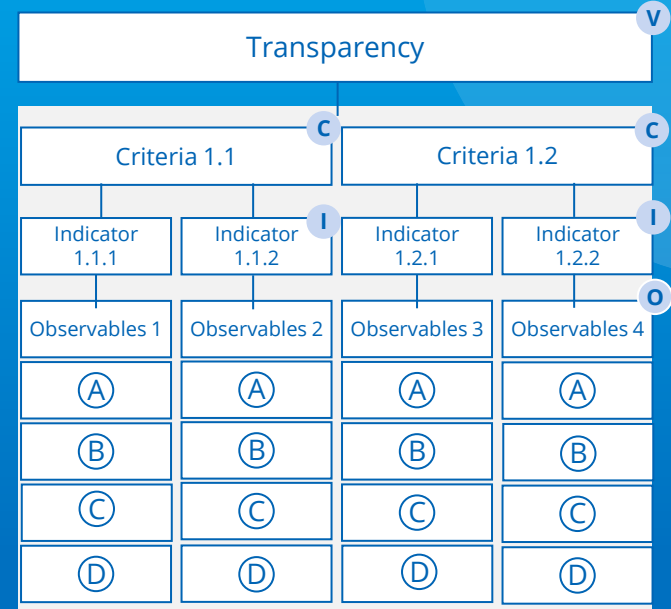 V
Transparency
C
C
Criteria 1.1
Criteria 1.2
I
I
Indicator
1.1.1
Indicator
1.1.2
Indicator
1.2.1
Indicator
1.2.2
O
Observables 1
Observables 2
Observables 3
Observables 4
A
A
A
A
B
B
B
B
C
C
C
C
D
D
D
D